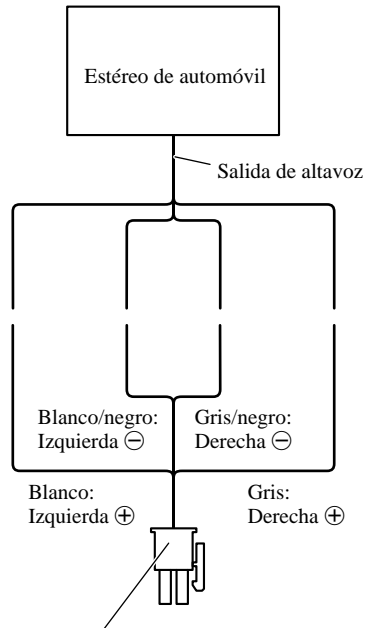 Estéreo de automóvil
Salida de altavoz
Blanco/negro:
Izquierda ⊖
Gris/negro:
Derecha ⊖
Blanco:
Izquierda ⊕
Gris:
Derecha ⊕